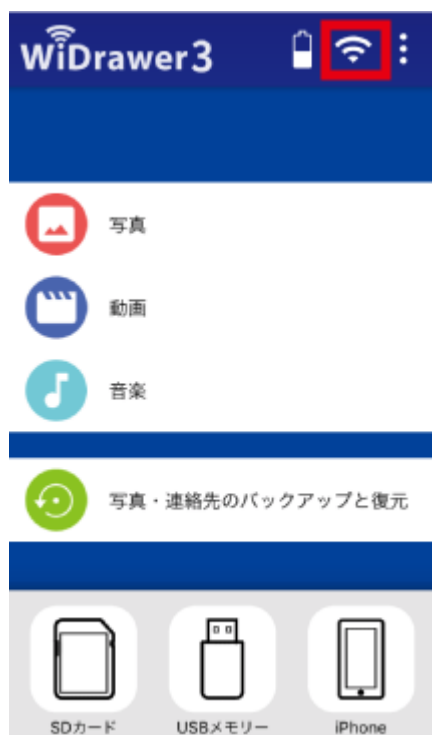 WiDrawer3
写真
動画
音楽
写真・連絡先のバックアップと復元
SDカード
USBメモリー
iPhone